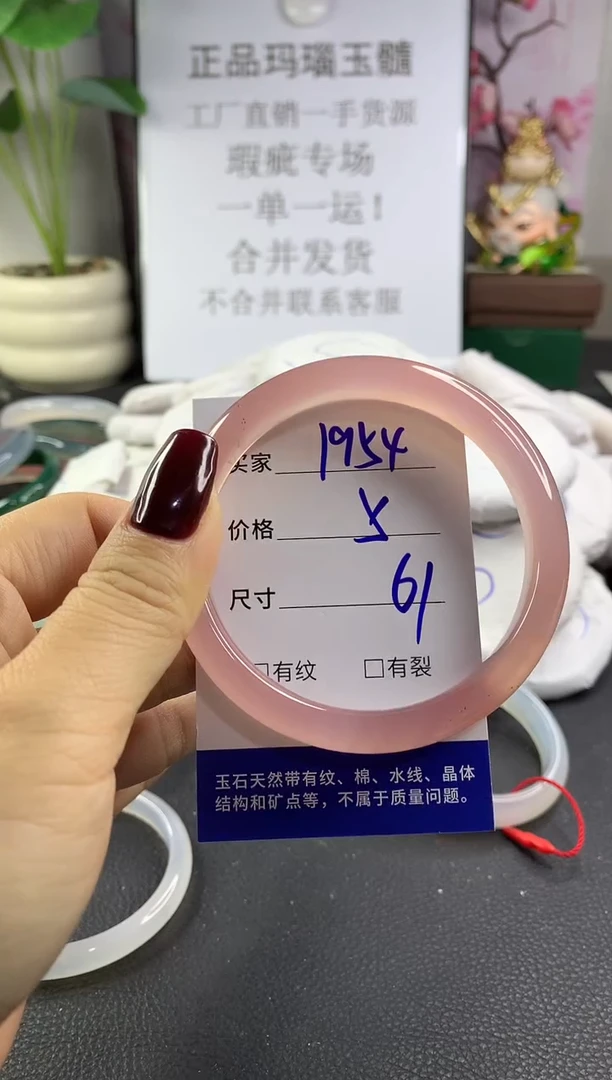 正品玛瑙玉髓
工厂直销一手货源
瑕疵专场
一单一运！
合并发货
不合并联系客服
买家 1954
价格
尺寸 61
□有纹 □有裂
玉石天然带有纹、棉、水线、晶体
结构和矿点等，不属于质量问题。